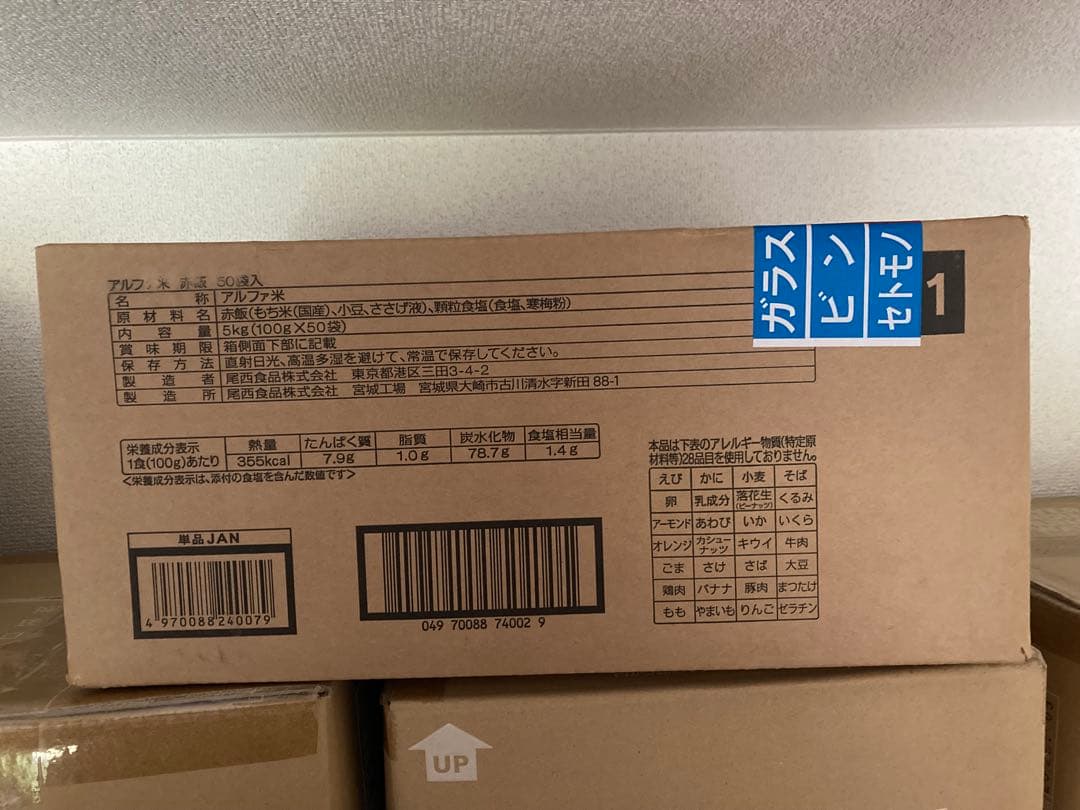 アルファ米 赤飯 50袋入
名称 アルファ米
原材料名 赤飯(もち米(国産)、小豆、ささげ液)、顆粒食塩(食塩、寒梅粉)
内容量 5kg(100g×50袋)
賞味期限 箱側面下部に記載
保存方法 直射日光、高温多湿を避けて、常温で保存してください。
製造者 尾西食品株式会社 東京都港区三田3-4-2
製造所 尾西食品株式会社 宮城工場 宮城県大崎市古川清水字新田88-1
ガラス
ビン
セトモノ
1
栄養成分表示
1食(100g)あたり
熱量 たんぱく質 脂質 炭水化物 食塩相当量
355kcal 7.9g 1.0g 78.7g 1.4g
<栄養成分表示は、添付の食塩を含んだ数値です>
本品は下表のアレルギー物質(特定原
材料等)28品目を使用しておりません。
えび かに 小麦 そば
卵 乳成分 落花生(ピーナッツ) くるみ
アーモンド あわび いか いくら
オレンジ カシューナッツ キウイ 牛肉
ごま さけ さば 大豆
鶏肉 バナナ 豚肉 まつたけ
もも やまいも りんご ゼラチン
単品JAN
4 970088 240079
049 70088 74002 9
UP